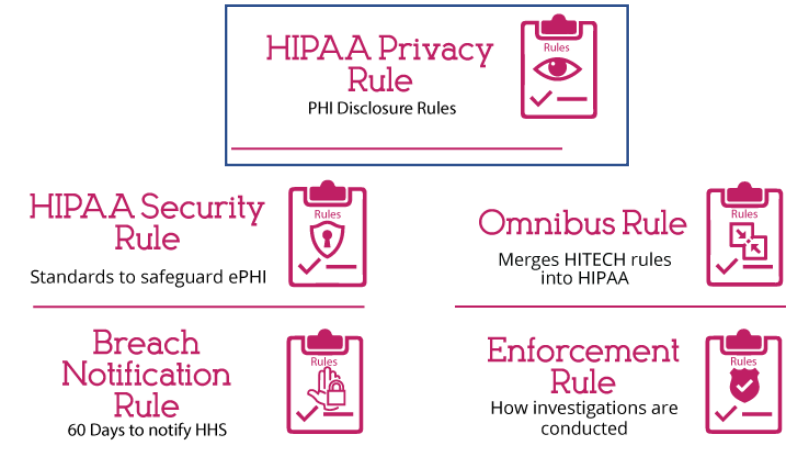 HIPAA Privacy
Rule
PHI Disclosure Rules
Rules
HIPAA Security
Rule
Standards to safeguard ePHI
Rules
Omnibus Rule
Merges HITECH rules
into HIPAA
Rules
Breach
Notification
Rule
60 Days to notify HHS
Rules
Enforcement
Rule
How investigations are
conducted
Rules